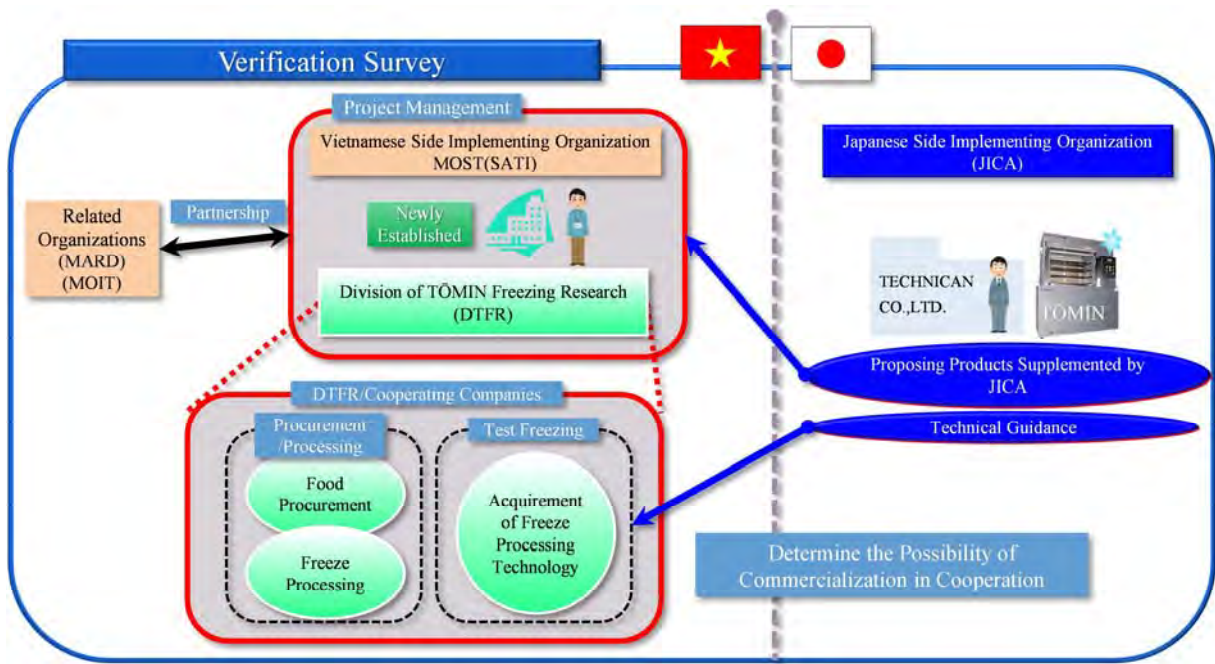 Verification Survey
Project Management
Vietnamese Side Implementing Organization
MOST(SATI)
Newly
Established
Division of TŌMIN Freezing Research
(DTFR)
Related
Organizations
(MARD)
(MOIT)
Partnership
DTFR/Cooperating Companies
Procurement
/Processing
Food
Procurement
Freeze
Processing
Test Freezing
Acquirement
of Freeze
Processing
Technology
Japanese Side Implementing Organization
(JICA)
TECHNICAN
CO.,LTD.
TŌMIN
Proposing Products Supplemented by
JICA
Technical Guidance
Determine the Possibility of
Commercialization in Cooperation